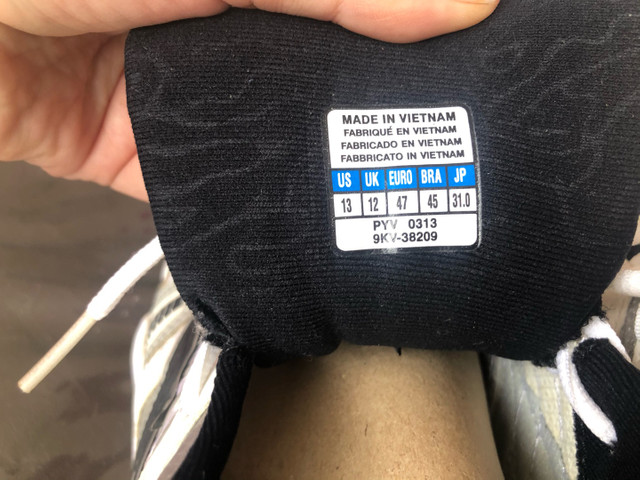 MADE IN VIETNAM
FABRIQUÉ EN VIETNAM
FABRICADO EN VIETNAM
FABBRICATO IN VIETNAM
US UK EURO BRA JP
13 12 47 45 31.0
PYV 0313
9KV-38209